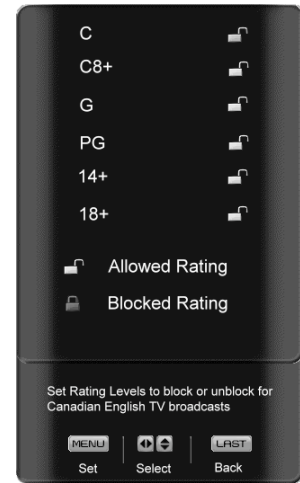 C
C8+
G
PG
14+
18+
Allowed Rating
Blocked Rating
Set Rating Levels to block or unblock for
Canadian English TV broadcasts
MENU LAST
Set Select Back